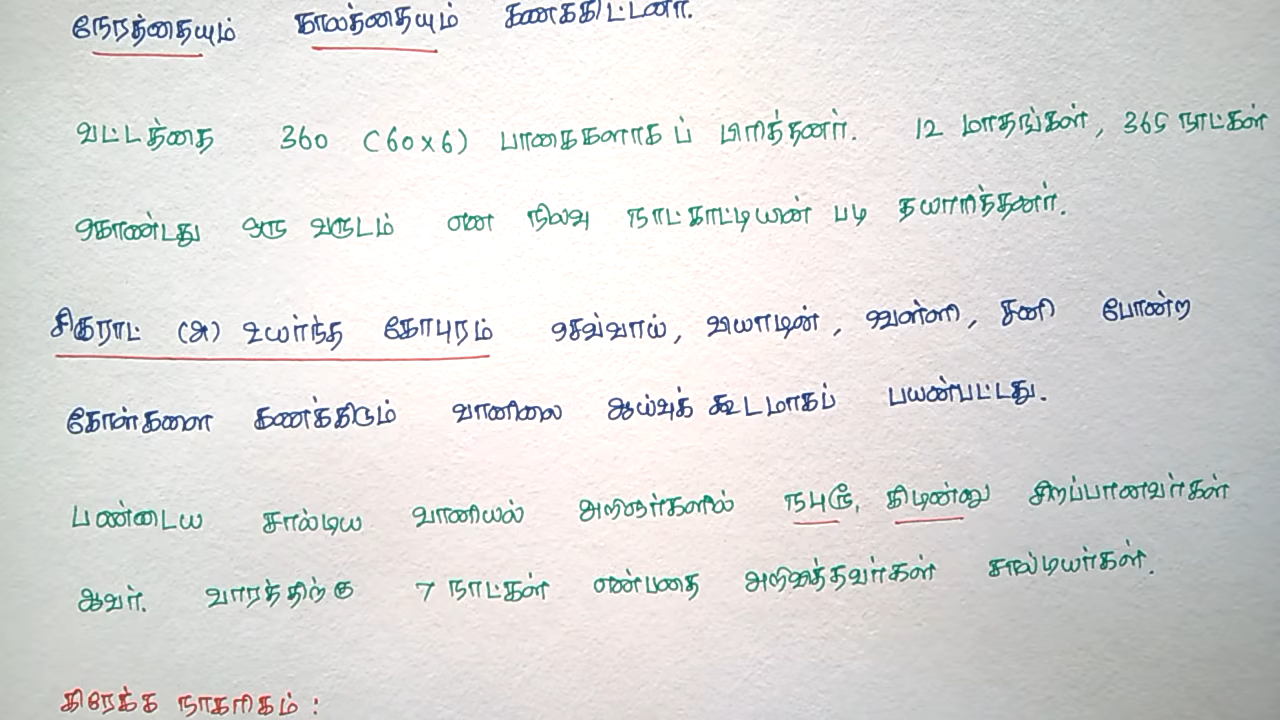 நேரத்தையும் காலத்தையும் கணக்கிட்டனர்.
வட்டத்தை 360 (60x6) பாகைகளாகப் பிரித்தனர். 12 மாதங்கள், 365 நாட்கள்
கொண்டது ஒரு வருடம் என நிலவு நாட்காட்டியின் படி தயாரித்தனர்.
சிகுராட் (அ) உயர்ந்த கோபுரம் செவ்வாய், வியாழன், வெள்ளி, சனி போன்ற
கோள்களை கணக்கிடும் வானிலை ஆய்வுக் கூடமாகப் பயன்பட்டது.
பண்டைய சால்டிய வானியல் அறிஞர்களில் நபுரி, கிடின்னு சிறப்பானவர்கள்
ஆவர். வாரத்திற்கு 7 நாட்கள் என்பதை அறிவித்தவர்கள் சால்டியர்கள்.
கிரேக்க நாகரிகம் :